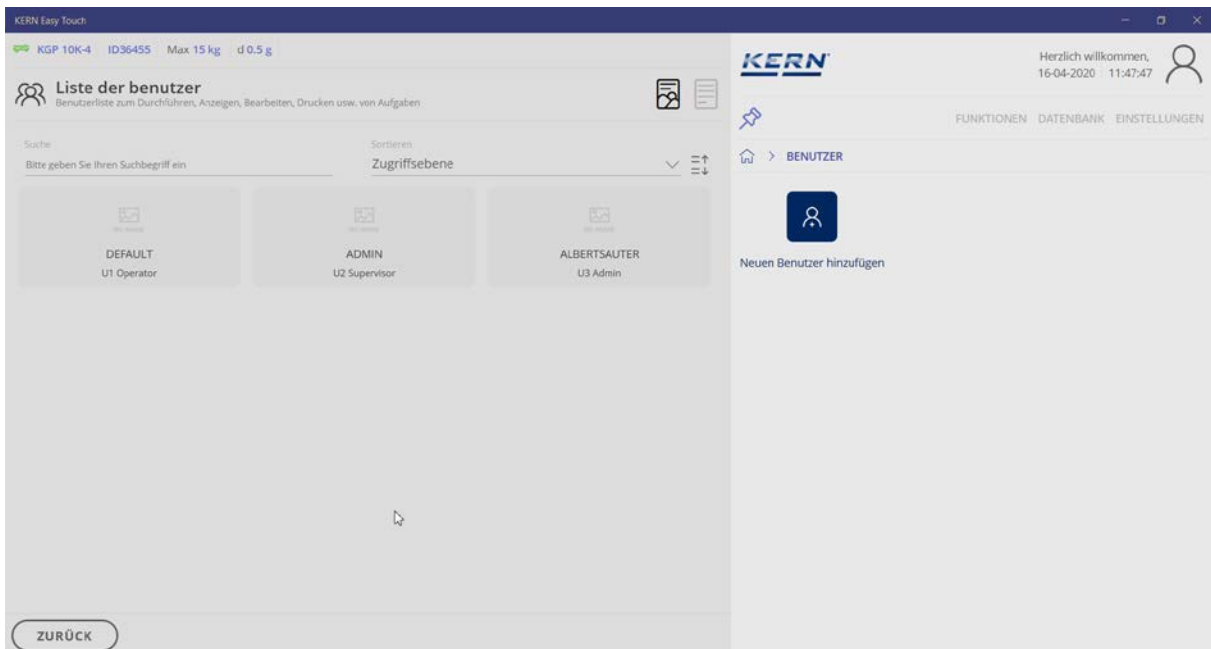 KERN Easy Touch
KGP 10K-4 ID36455 Max 15 kg d 0.5 g
Liste der benutzer
Benutzerliste zum Durchführen, Anzeigen, Bearbeiten, Drucken usw. von Aufgaben
Suche
Bitte geben Sie Ihren Suchbegriff ein
Sortieren
Zugriffsebene
DEFAULT
U1 Operator
ADMIN
U2 Supervisor
ALBERTSAUTER
U3 Admin
ZURÜCK
KERN
Herzlich willkommen,
16-04-2020 11:47:47
FUNKTIONEN DATENBANK EINSTELLUNGEN
> BENUTZER
Neuen Benutzer hinzufügen